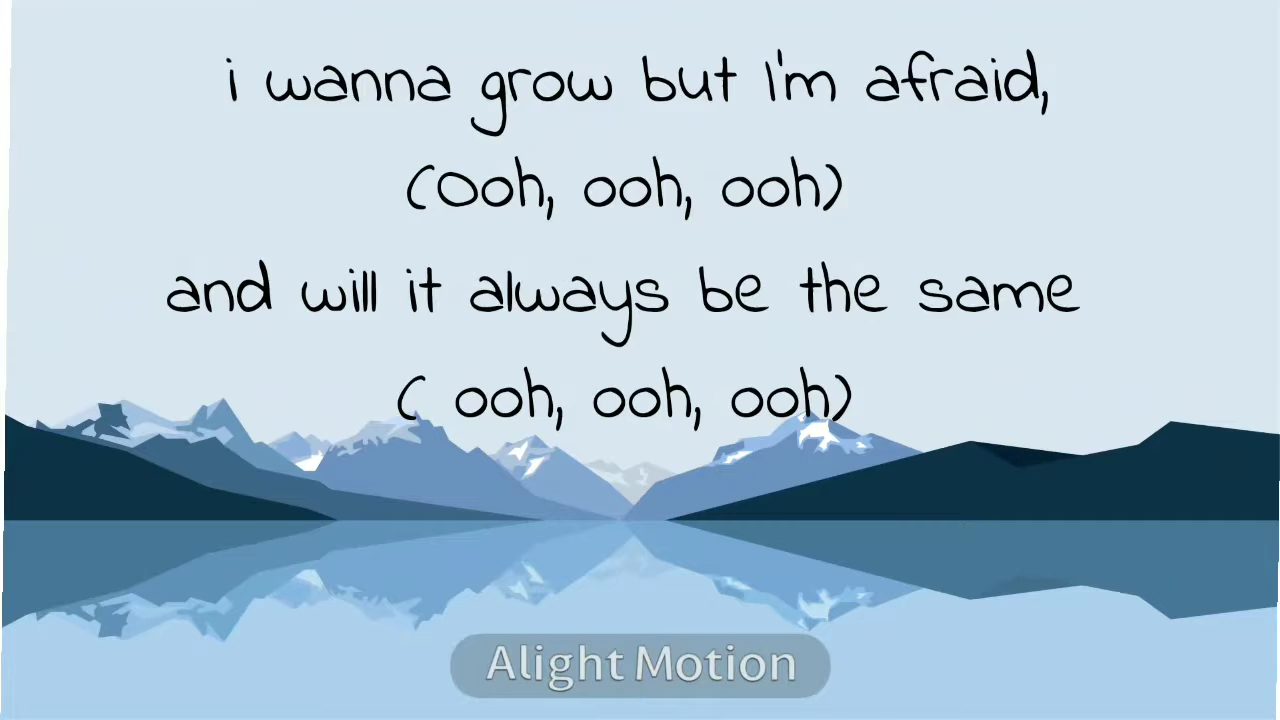 i wanna grow but I'm afraid,
(Ooh, ooh, ooh)
and will it always be the same
( ooh, ooh, ooh)
Alight Motion